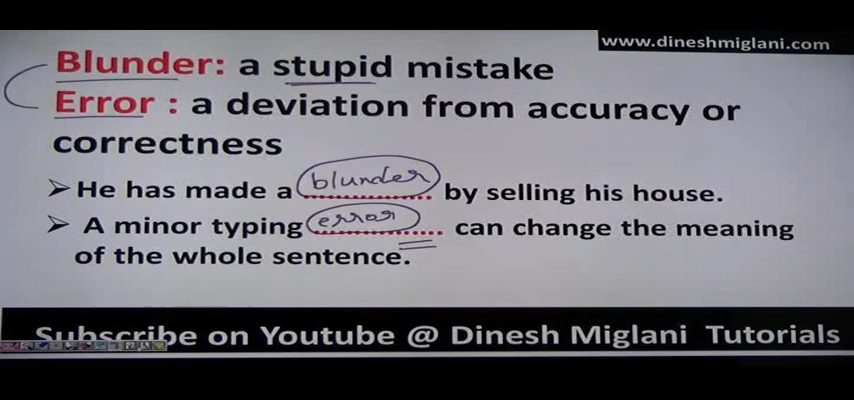 www.dineshmiglani.com
Blunder: a stupid mistake
Error : a deviation from accuracy or
correctness
➢He has made a blunder by selling his house.
➢ A minor typing error can change the meaning
of the whole sentence.
Subscribe on Youtube @ Dinesh Miglani Tutorials